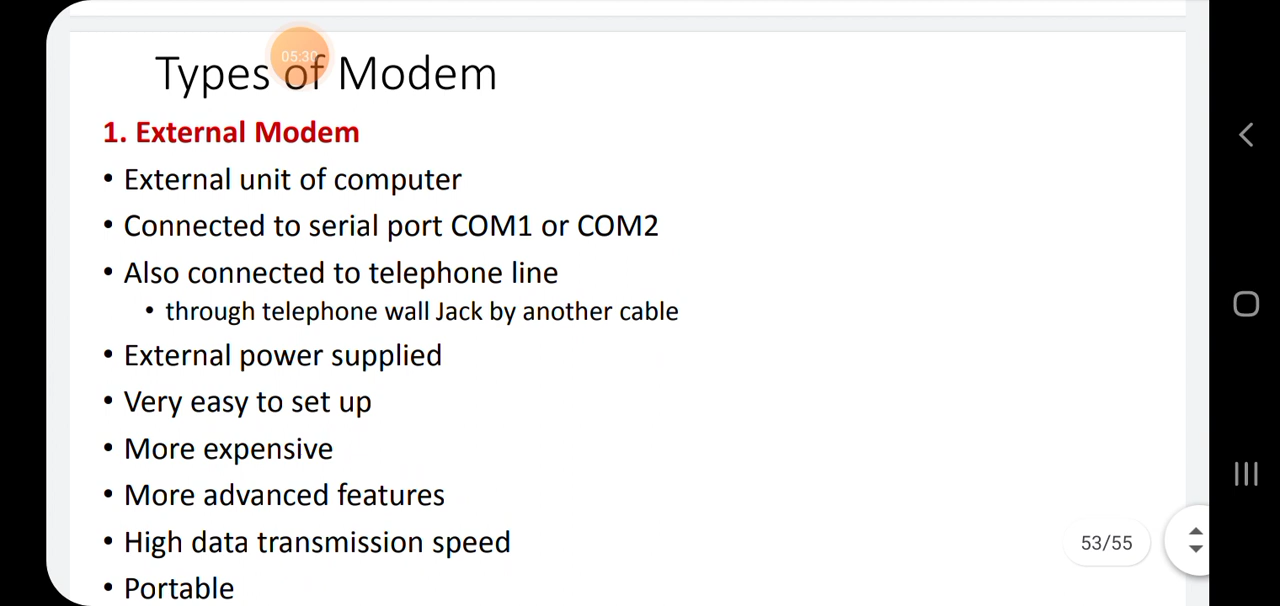 Types of Modem
05:30
1. External Modem
• External unit of computer
• Connected to serial port COM1 or COM2
• Also connected to telephone line
• through telephone wall Jack by another cable
• External power supplied
• Very easy to set up
• More expensive
• More advanced features
• High data transmission speed
53/55
• Portable